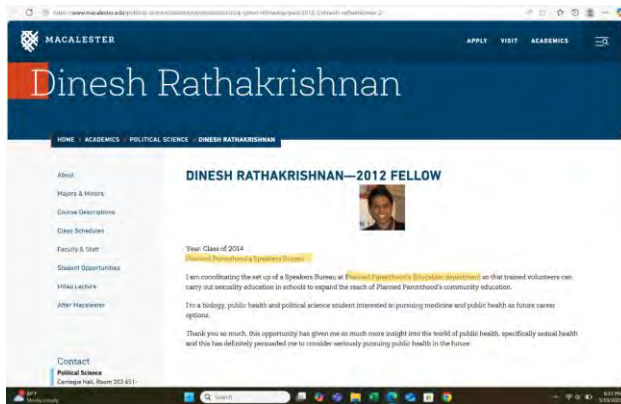 MACALESTER
APPLY VISIT ACADEMICS
Dinesh Rathakrishnan
HOME ACADEMICS POLITICAL SCIENCE DINESH RATHAKRISHNAN
About
Majors & Minors
Course Descriptions
Class Schedules
Faculty & Staff
Student Opportunities
Mitau Lecture
After Macalester
Contact
Political Science
Carnegie Hall, Room 203 651-
DINESH RATHAKRISHNAN—2012 FELLOW
Year: Class of 2014
Planned Parenthood's Speakers Bureau
I am coordinating the set up of a Speakers Bureau at Planned Parenthood's Education department so that trained volunteers can
carry out sexuality education in schools to expand the reach of Planned Parenthood's community education.
I'm a biology, public health and political science student interested in pursuing medicine and public health as future career
options.
Thank you so much, this opportunity has given me so much more insight into the world of public health, specifically sexual health
and this has definitely persuaded me to consider seriously pursuing public health in the future.
Search